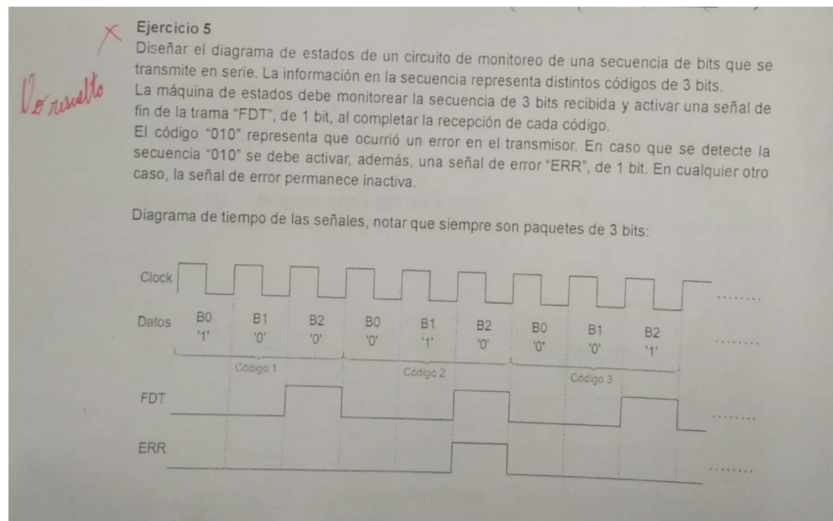 Ejercicio 5
Diseñar el diagrama de estados de un circuito de monitoreo de una secuencia de bits que se
transmite en serie. La información en la secuencia representa distintos códigos de 3 bits.
La máquina de estados debe monitorear la secuencia de 3 bits recibida y activar una señal de
fin de la trama "FDT", de 1 bit, al completar la recepción de cada código.
El código "010" representa que ocurrió un error en el transmisor. En caso que se detecte la
secuencia "010" se debe activar, además, una señal de error "ERR", de 1 bit. En cualquier otro
caso, la señal de error permanece inactiva.
resuelto
Diagrama de tiempo de las señales, notar que siempre son paquetes de 3 bits:
Clock
Datos B0 B1 B2 B0 B1 B2 B0 B1 B2
'1' '0' '0' '0' '1' '0' '0' '0' '1'
Código 1 Código 2 Código 3
FDT
ERR